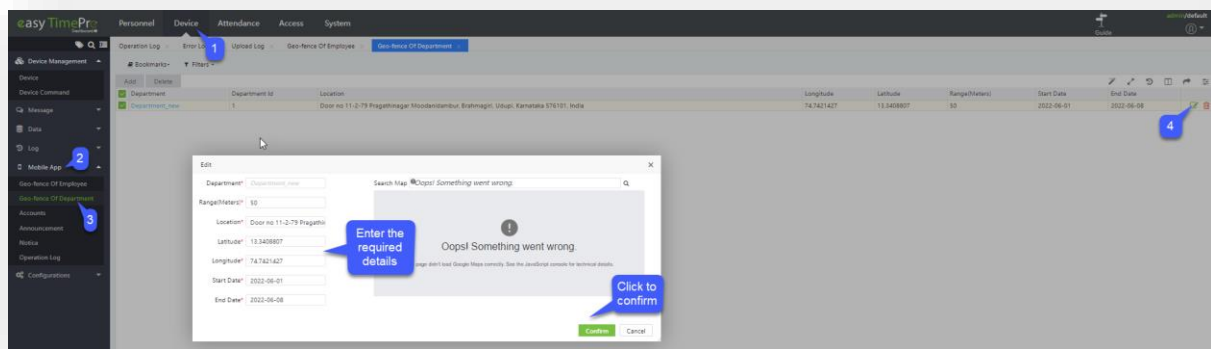 easy TimePro
Personnel Device Attendance Access System
Guide
admin/default
1
Operation Log Error Lo Upload Log Geo-fence Of Employee Geo-fence Of Department
Device Management
Bookmarks Filters
Device
Add Delete
Device Command
Department Department Id Location Longitude Latitude Range(Meters) Start Date End Date
Department_new 1 Door no 11-2-79 Pragathinagar Moodanidambur, Brahmagiri, Udupi, Karnataka 576101, India 74.7421427 13.3408807 50 2022-06-01 2022-06-08
Message
Data
4
Log
2
Mobile App
Geo-fence Of Employee
Geo-fence Of Department
3
Accounts
Announcement
Notice
Operation Log
Configurations
Edit
Department* Department_new
Search Map Oops! Something went wrong.
Range(Meters)* 50
Location* Door no 11-2-79 Pragathin
Latitude* 13.3408807
Longitude* 74.7421427
Start Date* 2022-06-01
End Date* 2022-06-08
Enter the
required
details
Oops! Something went wrong.
page didn't load Google Maps correctly. See the JavaScript console for technical details.
Click to
confirm
Confirm Cancel